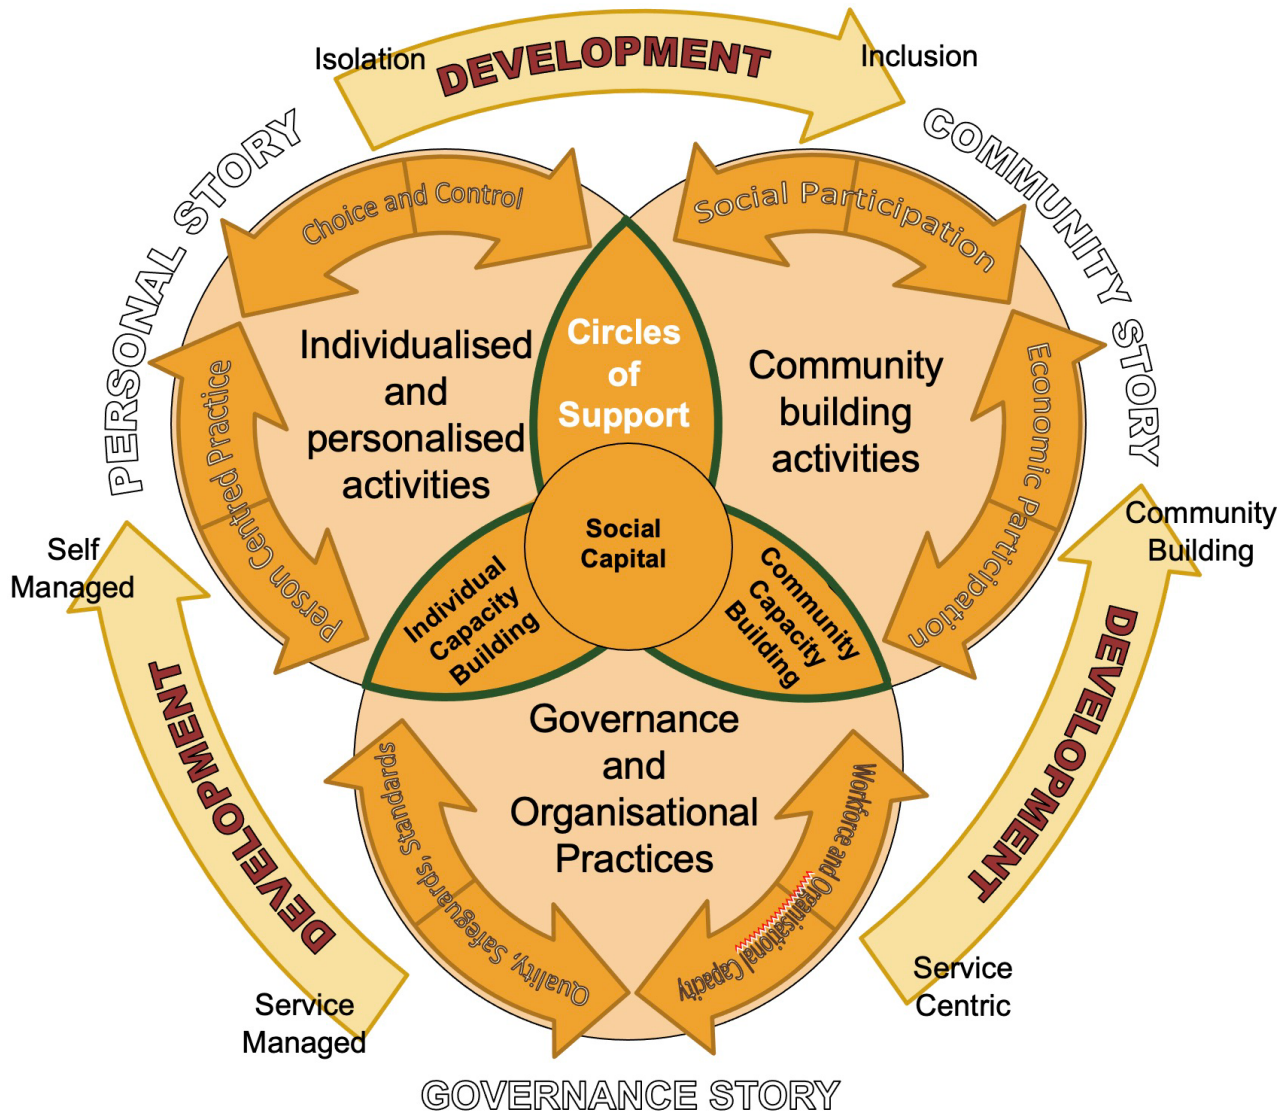 Isolation
DEVELOPMENT
Inclusion
PERSONAL STORY
COMMUNITY STORY
Choice and Control
Social Participation
Person Centred Practice
Economic Participation
Individualised
and
personalised
activities
Circles
of
Support
Community
building
activities
Social
Capital
Individual
Capacity
Building
Community
Capacity
Building
Self
Managed
DEVELOPMENT
Service
Managed
Community
Building
DEVELOPMENT
Service
Centric
Governance
and
Organisational
Practices
Quality, Safeguards, Standards
Workforce and Organisational Capacity
GOVERNANCE STORY